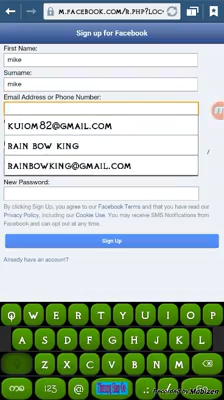 m.facebook.com/r.php?loc=
Sign up for Facebook
First Name:
mike
Surname:
mike
Email Address or Phone Number:
kuiom82@gmail.com
rain bow king
rainbowking@gmail.com
New Password:
By clicking Sign Up, you agree to our Facebook Terms and that you have read our
Privacy Policy, including our Cookie Use. You may receive SMS Notifications from
Facebook and can opt out at any time.
Sign Up
Already have an account?
Q W E R T Y U I O P
A S D F G H J K L
Z X C V B N M
123 @